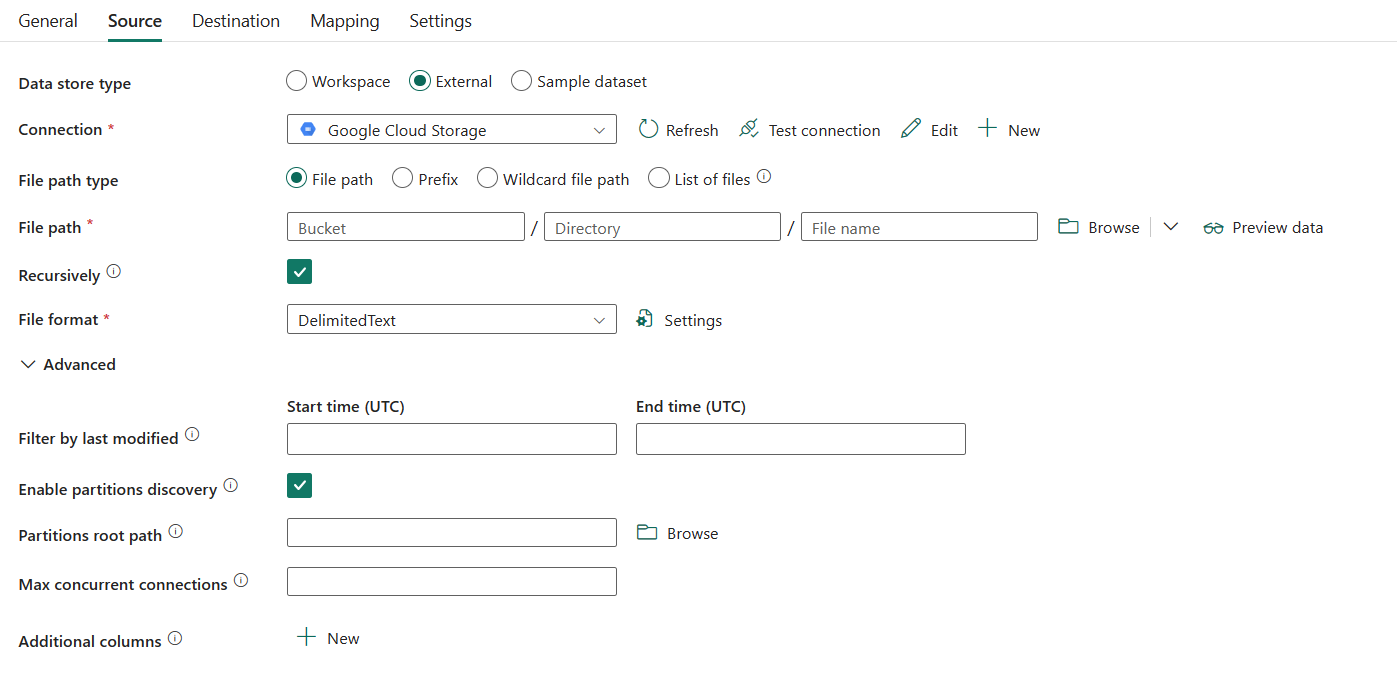 General Source Destination Mapping Settings
Data store type Workspace External Sample dataset
Connection * Google Cloud Storage Refresh Test connection Edit New
File path type File path Prefix Wildcard file path List of files
File path * Bucket / Directory / File name Browse Preview data
Recursively
File format * DelimitedText Settings
Advanced
Start time (UTC) End time (UTC)
Filter by last modified
Enable partitions discovery
Partitions root path Browse
Max concurrent connections
Additional columns New